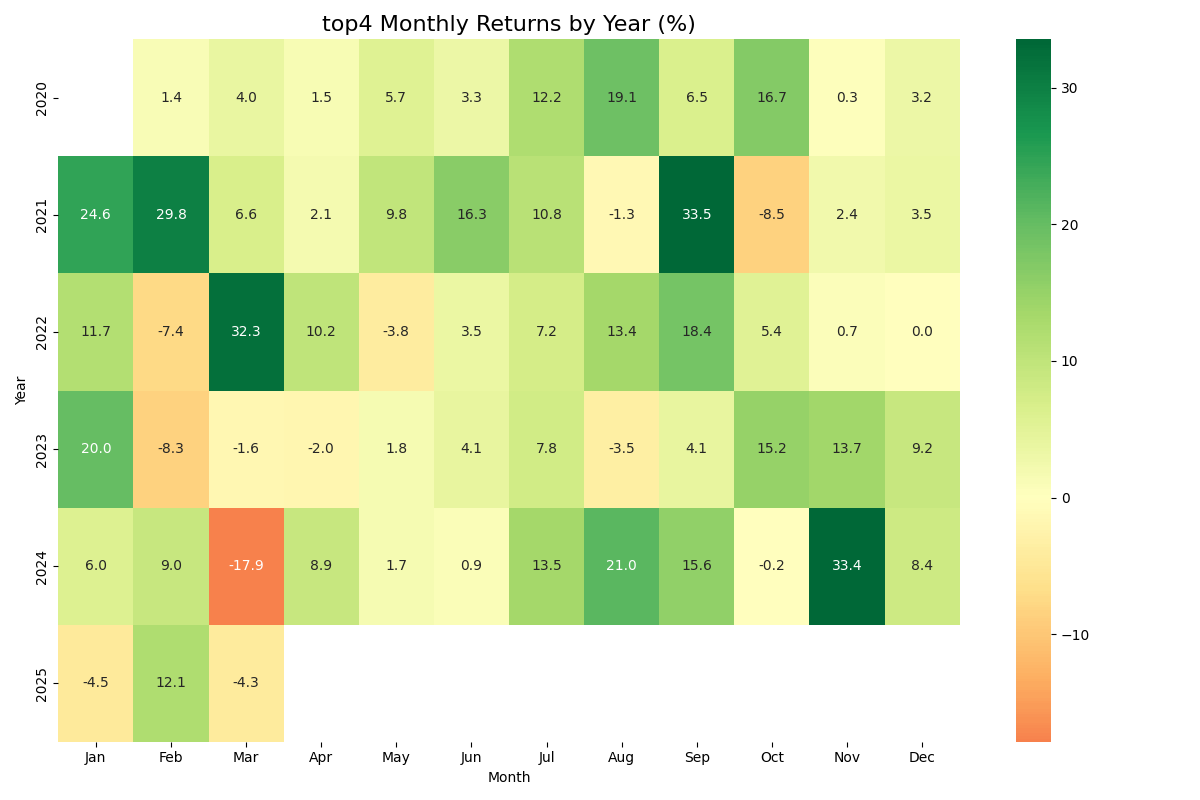 top4 Monthly Returns by Year (%)
2020 1.4 4.0 1.5 5.7 3.3 12.2 19.1 6.5 16.7 0.3 3.2
2021 24.6 29.8 6.6 2.1 9.8 16.3 10.8 -1.3 33.5 -8.5 2.4 3.5
2022 11.7 -7.4 32.3 10.2 -3.8 3.5 7.2 13.4 18.4 5.4 0.7 0.0
2023 20.0 -8.3 -1.6 -2.0 1.8 4.1 7.8 -3.5 4.1 15.2 13.7 9.2
2024 6.0 9.0 -17.9 8.9 1.7 0.9 13.5 21.0 15.6 -0.2 33.4 8.4
2025 -4.5 12.1 -4.3
Year
Jan Feb Mar Apr May Jun Jul Aug Sep Oct Nov Dec
Month
30
20
10
0
−10